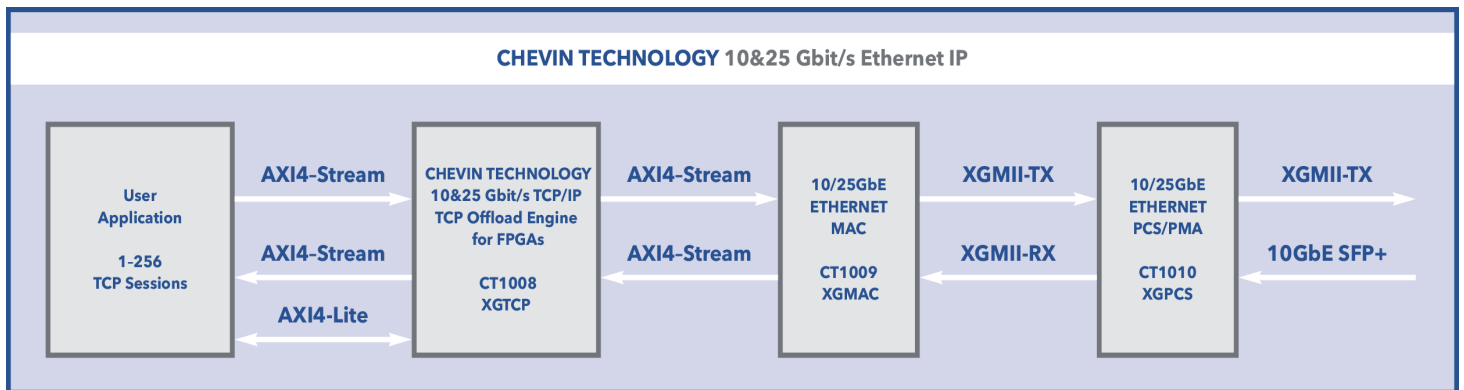 CHEVIN TECHNOLOGY 10&25 Gbit/s Ethernet IP
User
Application
1–256
TCP Sessions
AXI4–Stream
AXI4–Stream
AXI4-Lite
CHEVIN TECHNOLOGY
10&25 Gbit/s TCP/IP
TCP Offload Engine
for FPGAs
CT1008
XGTCP
AXI4–Stream
AXI4–Stream
10/25GbE
ETHERNET
MAC
CT1009
XGMAC
XGMII-TX
XGMII-RX
10/25GbE
ETHERNET
PCS/PMA
CT1010
XGPCS
XGMII-TX
10GbE SFP+